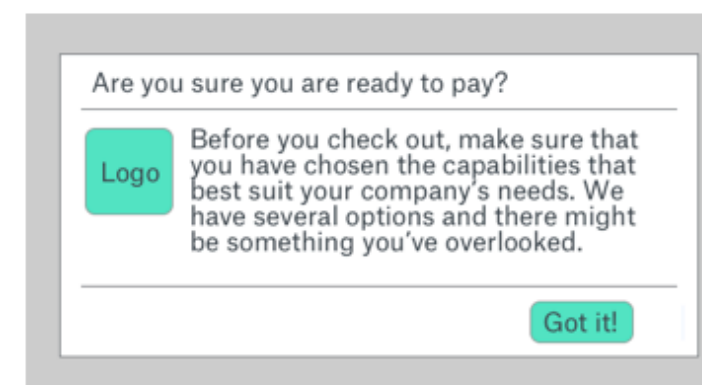 Are you sure you are ready to pay?
Logo
Before you check out, make sure that
you have chosen the capabilities that
best suit your company's needs. We
have several options and there might
be something you've overlooked.
Got it!